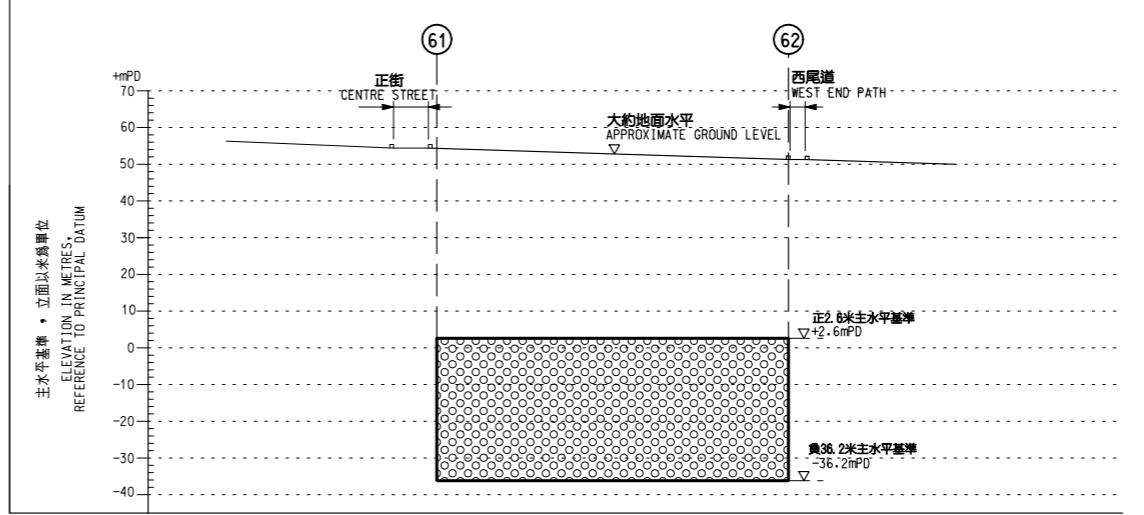 61
62
+mPD
正街
CENTRE STREET
西尾道
WEST END PATH
大約地面水平
APPROXIMATE GROUND LEVEL
70
60
50
40
30
20
10
0
-10
-20
-30
-40
主水平基準，立面以米爲單位
ELEVATION IN METRES,
REFERENCE TO PRINCIPAL DATUM
正2.6米主水平基準
+2.6mPD
負36.2米主水平基準
-36.2mPD